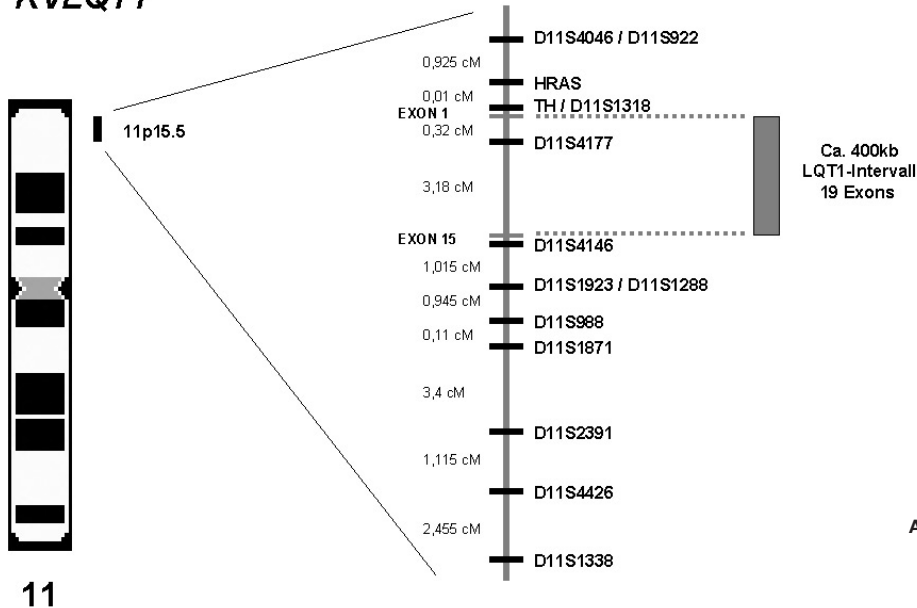 KVLQT1
11p15.5
11
D11S4046 / D11S922
0,925 cM
HRAS
0,01 cM
TH / D11S1318
EXON 1
0,32 cM
D11S4177
3,18 cM
EXON 15
D11S4146
1,015 cM
D11S1923 / D11S1288
0,945 cM
D11S988
0,11 cM
D11S1871
3,4 cM
D11S2391
1,115 cM
D11S4426
2,455 cM
D11S1338
Ca. 400kb
LQT1-Intervall
19 Exons
A